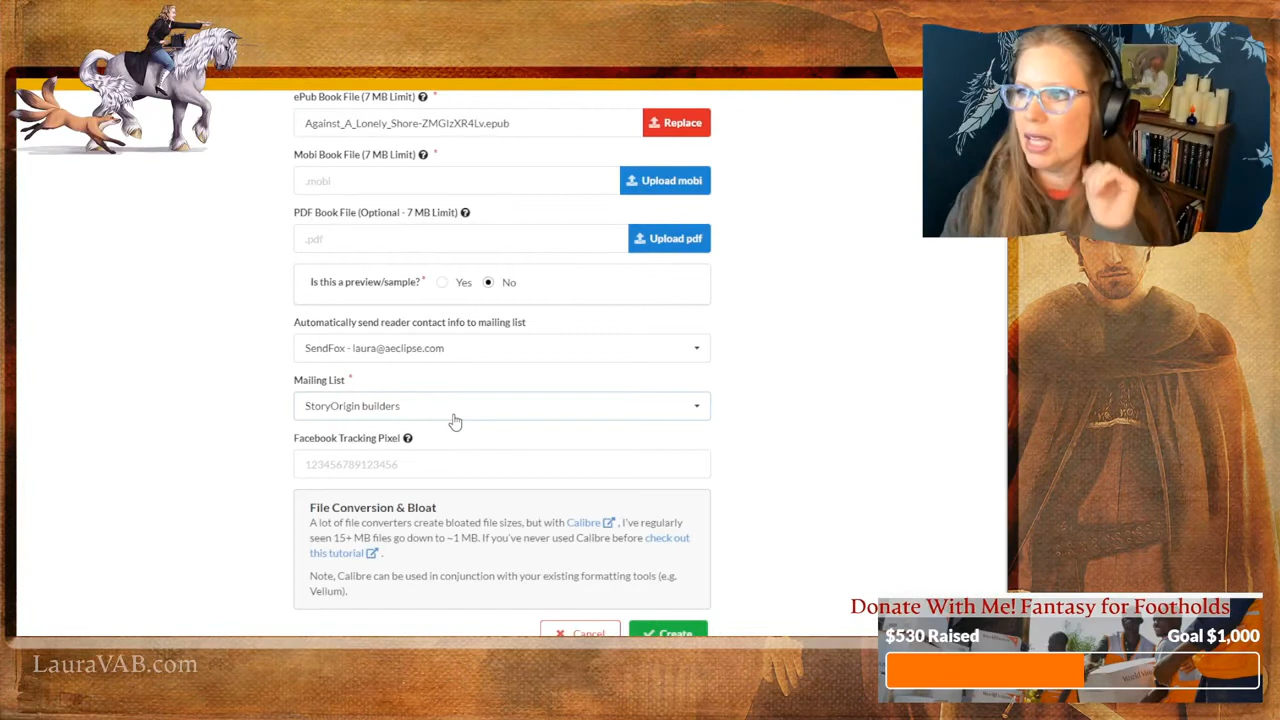 ePub Book File (7 MB Limit) *
Against_A_Lonely_Shore-ZMGIzXR4Lv.epub
Replace
Mobi Book File (7 MB Limit) *
.mobi
Upload mobi
PDF Book File (Optional - 7 MB Limit)
.pdf
Upload pdf
Is this a preview/sample? * Yes No
Automatically send reader contact info to mailing list
SendFox - laura@aeclipse.com
Mailing List *
StoryOrigin builders
Facebook Tracking Pixel
123456789123456
File Conversion & Bloat
A lot of file converters create bloated file sizes, but with Calibre , I've regularly
seen 15+ MB files go down to ~1 MB. If you've never used Calibre before check out
this tutorial .
Note, Calibre can be used in conjunction with your existing formatting tools (e.g.
Vellum).
Cancel
Create
Donate With Me! Fantasy for Footholds
$530 Raised Goal $1,000
LauraVAB.com